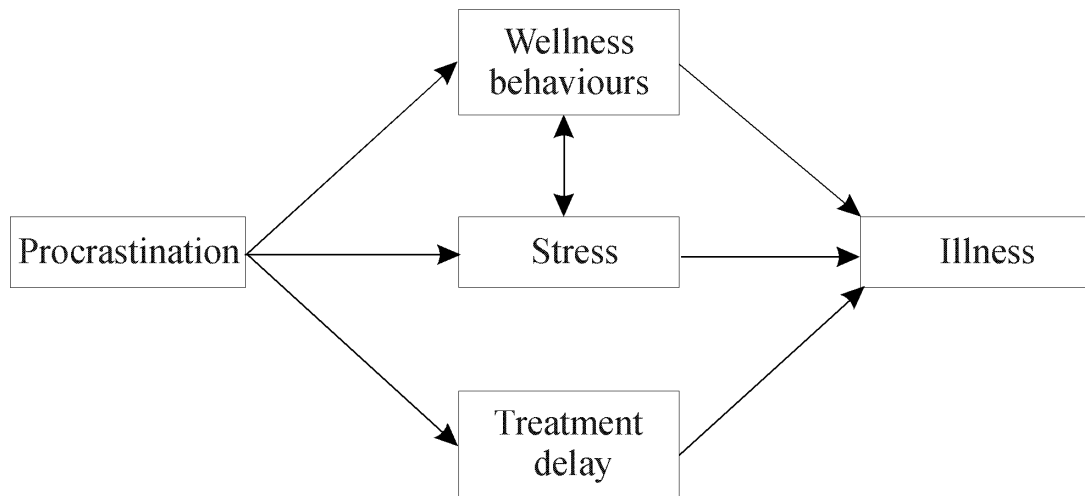 Wellness
behaviours
Procrastination
Stress
Illness
Treatment
delay